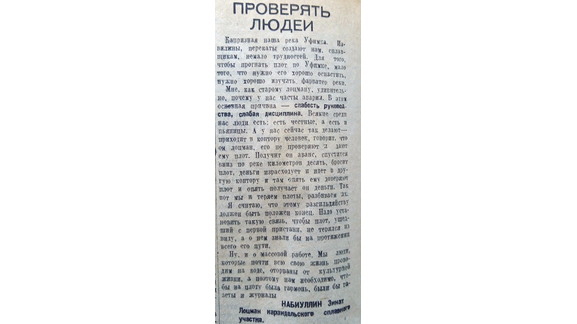 ПРОВЕРЯТЬ
ЛЮДЕЙ
Капризная наша река Уфимка. Из-
вилины, перекаты создают нам, сплав-
щикам, немало трудностей. Для того,
чтобы прогнать плот по Уфимке, мало
того, что нужно его хорошо оснастить,
нужно хорошо изучить фарватер реки.
Мне, как старому лоцману, удивитель-
но, почему у нас часты аварии. В этом
основная причина — слабость руковод-
ства, слабая дисциплина. Всякие среди
нас люди есть: есть честные, а есть и
пьяницы. А у нас сейчас так делают—
приходит в контору человек, говорит, что
он лоцман, его не проверяют и дают
ему плот. Получит он аванс, спустится
вниз по реке километров десять, бросит
плот, деньги израсходует и идет в дру-
гую контору и там опять ему доверяют
плот и опять получает он деньги. Так
вот мы и теряем плоты, разбиваем их.
Я считаю, что этому разгильдяйству
должен быть положен конец. Надо уста-
новить такую связь, чтобы плот, ушед-
ший с первой пристани, не терялся из
виду, а о нем знали бы на протяжении
всего его пути.
Ну, и о массовой работе. Мы люди,
которые почти всю свою жизнь прово-
дим на воде, оторваны от культурной
жизни, а поэтому нам необходимо, что-
бы на плоту была гармонь, были бы га-
зеты и журналы
НАБИУЛЛИН Зинат
Лоцман карандельского сплавного
участка.